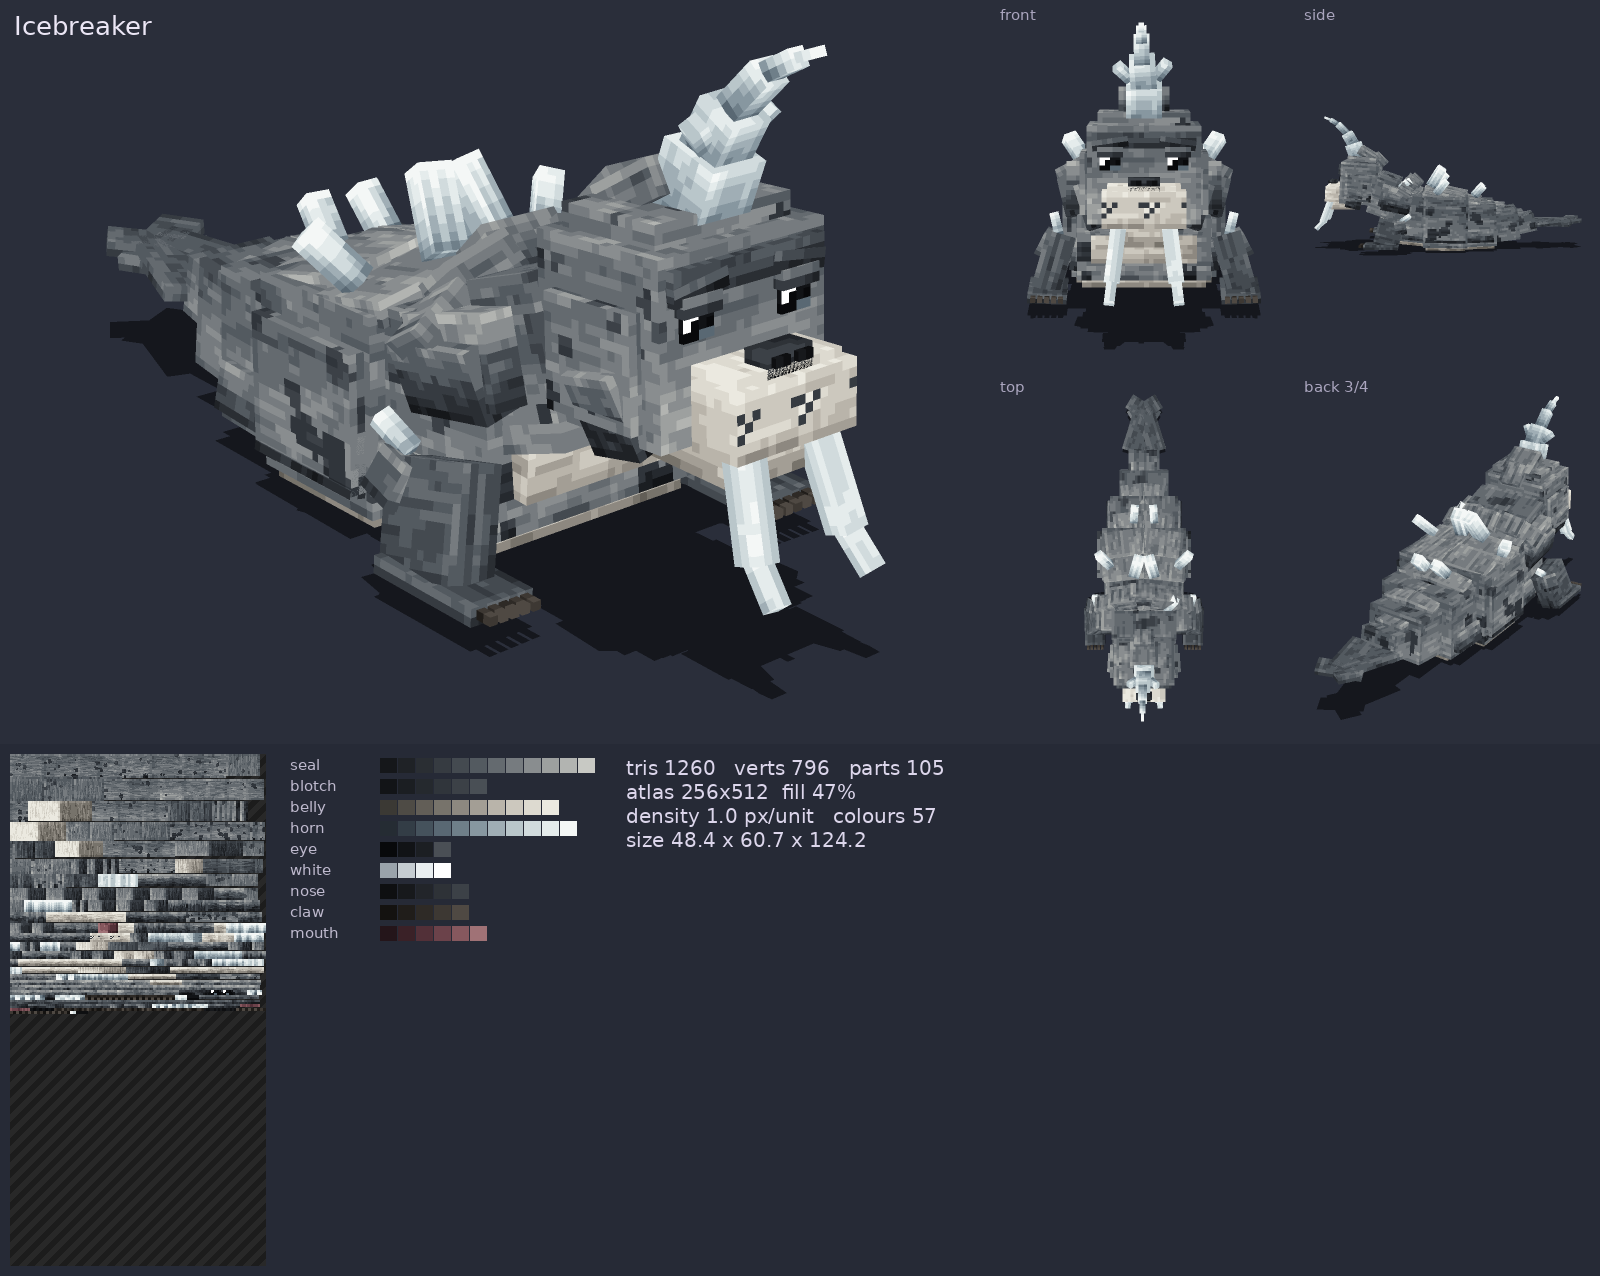 Icebreaker
front
side
top
back 3/4
seal
blotch
belly
horn
eye
white
nose
claw
mouth
tris 1260 verts 796 parts 105
atlas 256x512 fill 47%
density 1.0 px/unit colours 57
size 48.4 x 60.7 x 124.2